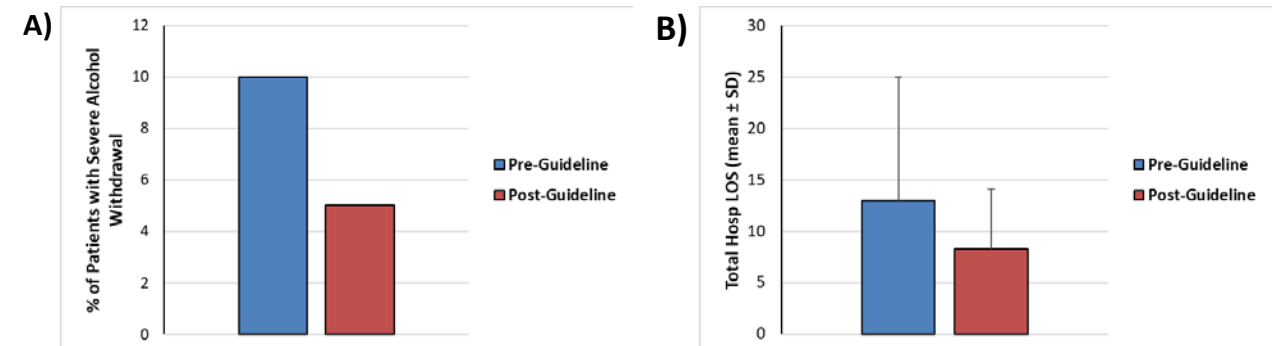 A)
% of Patients with Severe Alcohol
Withdrawal
12
10
8
6
4
2
0
Pre-Guideline
Post-Guideline
B)
Total Hosp LOS (mean ± SD)
30
25
20
15
10
5
0
Pre-Guideline
Post-Guideline